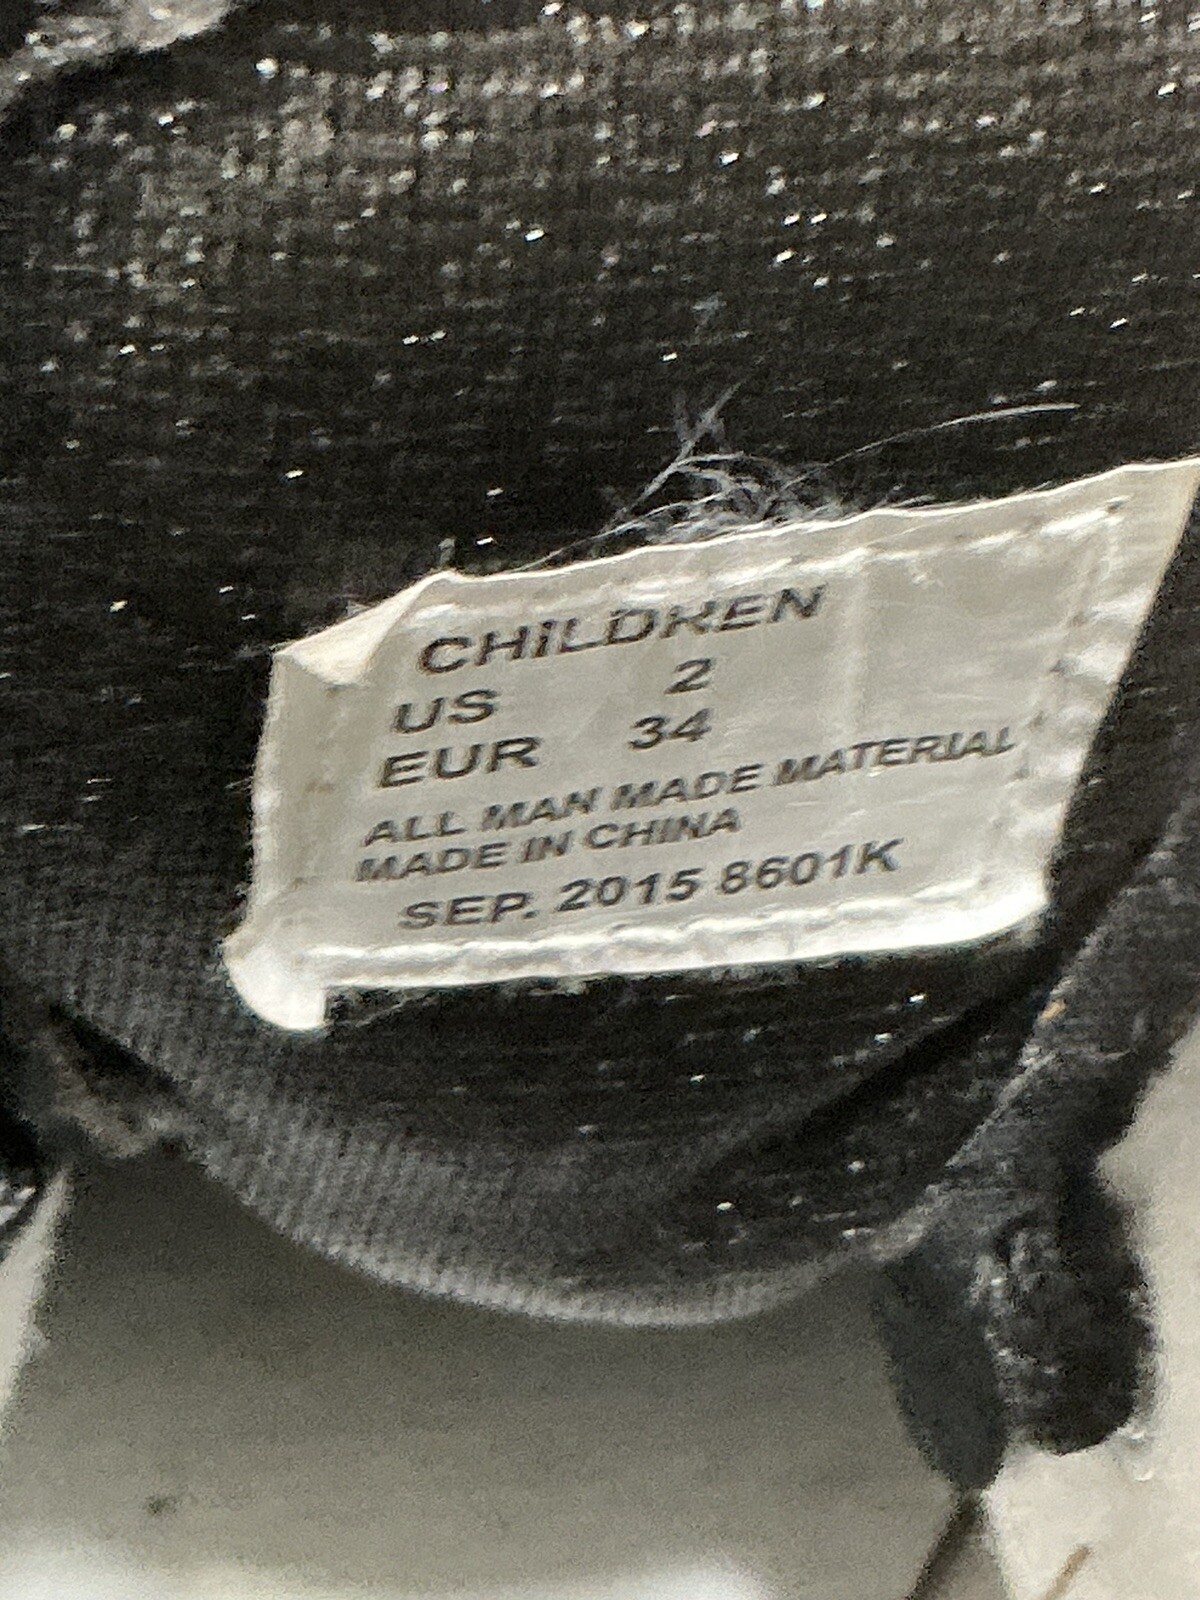 CHiLDREN
US 2
EUR 34
ALL MAN MADE MATERIAL
MADE IN CHINA
SEP. 2015 8601K